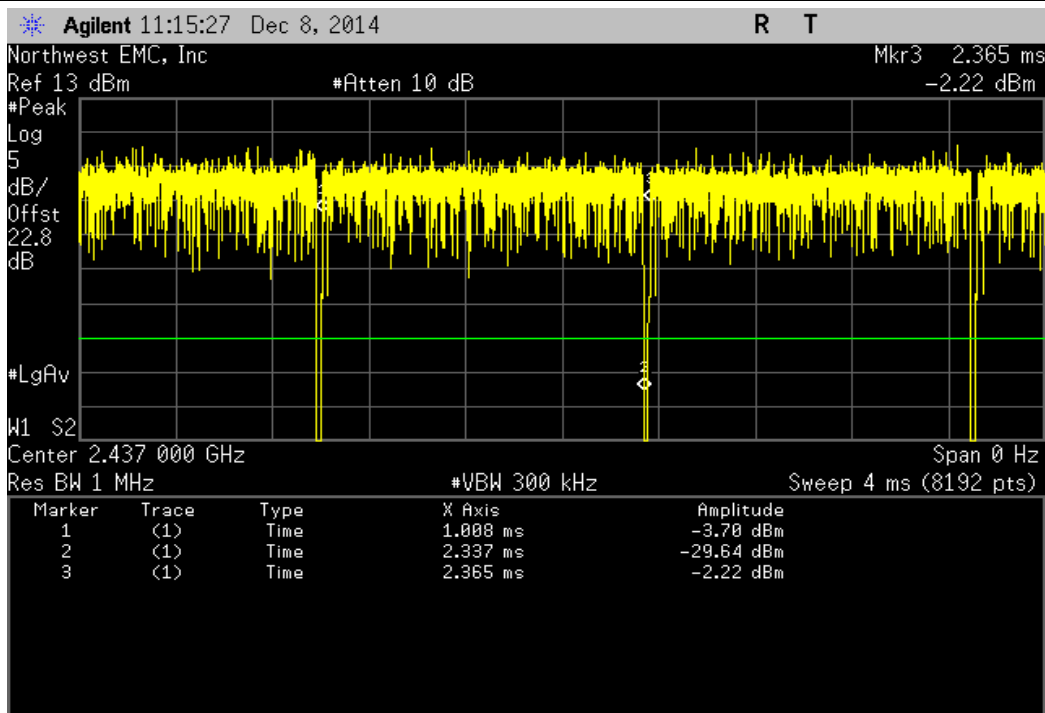 Agilent 11:15:27 Dec 8, 2014 R T
Northwest EMC, Inc Mkr3 2.365 ms
Ref 13 dBm #Atten 10 dB -2.22 dBm
#Peak
Log
5
dB/
Offst
22.8
dB
#LgAv
W1 S2
Center 2.437 000 GHz Span 0 Hz
Res BW 1 MHz #VBW 300 kHz Sweep 4 ms (8192 pts)
Marker Trace Type X Axis Amplitude
1 (1) Time 1.008 ms -3.70 dBm
2 (1) Time 2.337 ms -29.64 dBm
3 (1) Time 2.365 ms -2.22 dBm